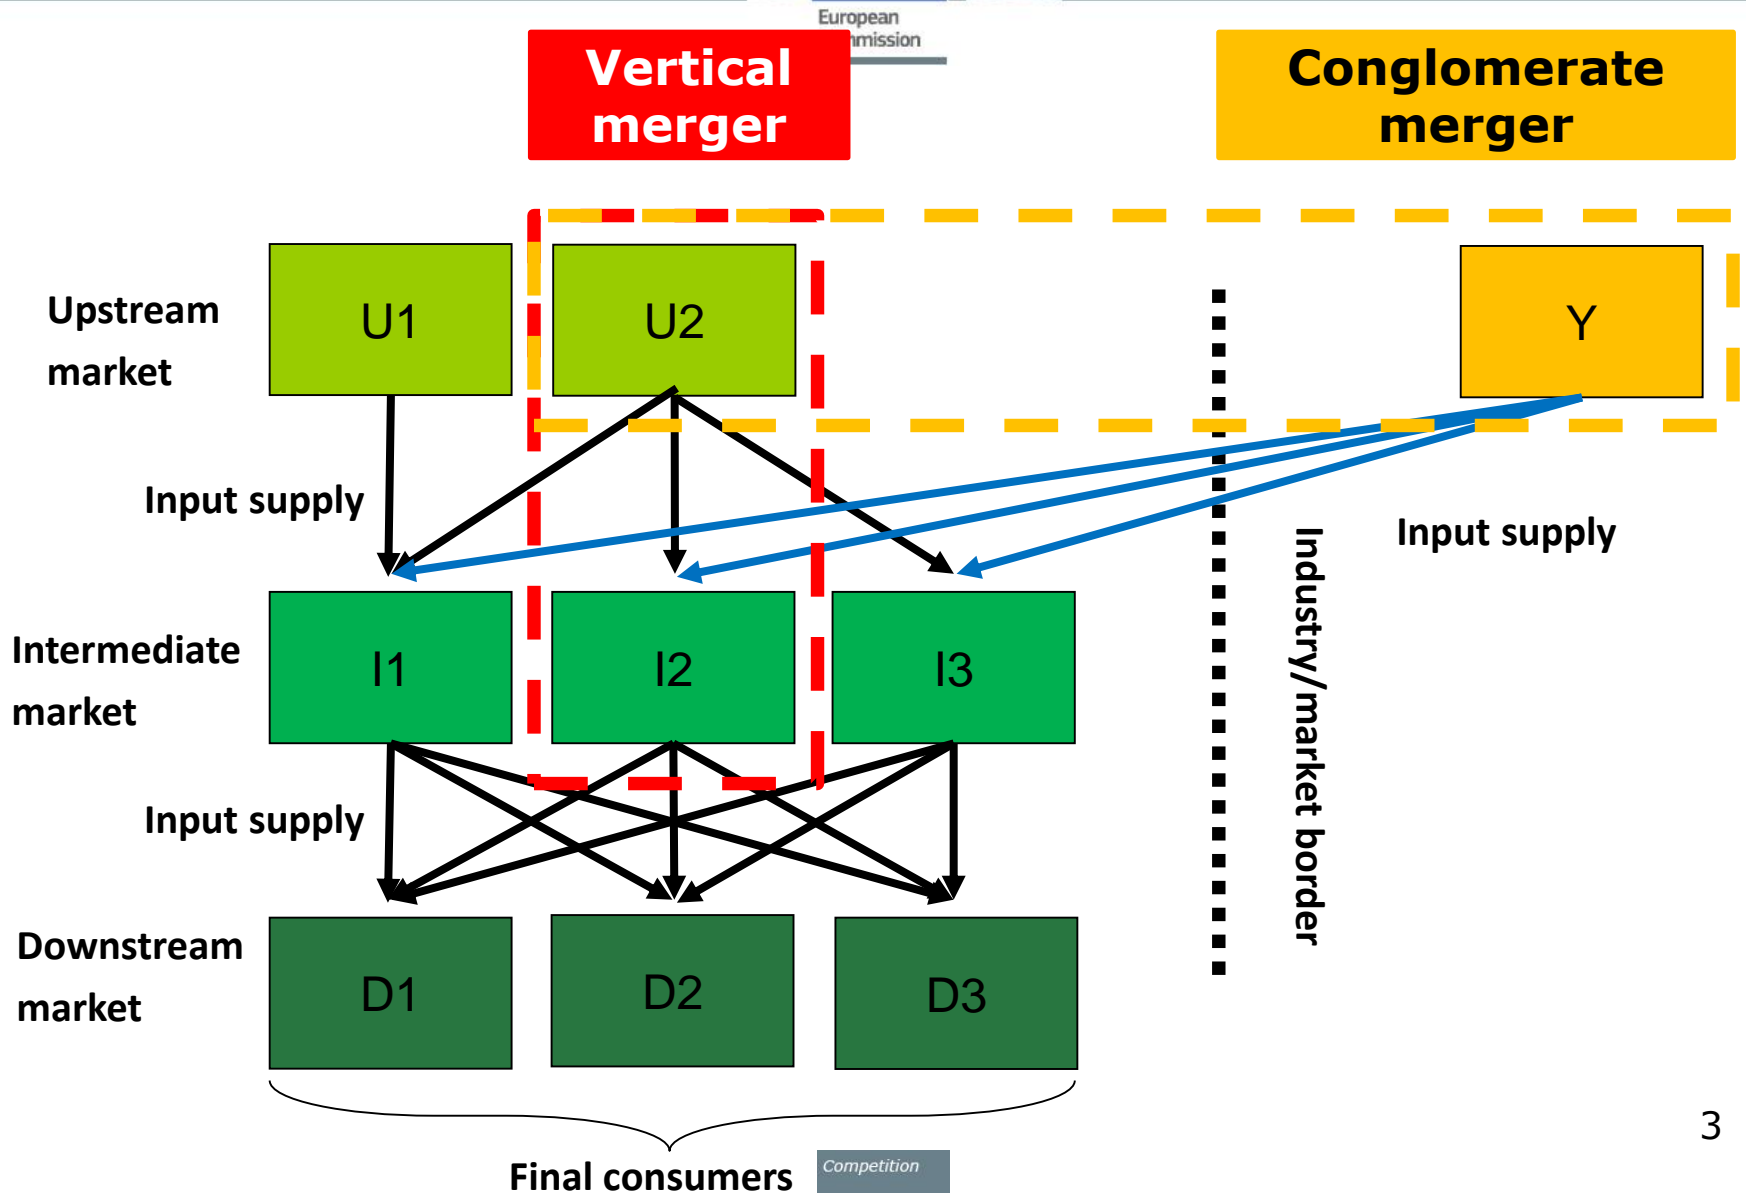 European
mmission
Vertical
merger
Conglomerate
merger
Upstream
market
U1
U2
Y
Input supply
Input supply
Industry/market border
Intermediate
market
I1
I2
I3
Input supply
Downstream
market
D1
D2
D3
Final consumers
Competition
3